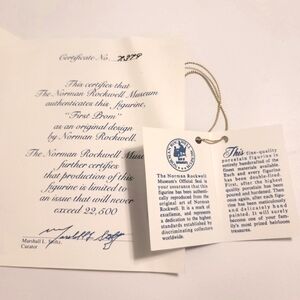 Certificate No.
This certifies that
The Norman Rockwell Museum
authenticates this figurine,
"First Prom"
as an original design
by Norman Rockwell.
The Norman Rockwell Museum
further certifies
that production of this
figurine is limited to
an issue that will never
exceed 22,500
Marshall L. Stoltz,
Curator
The Norman Rockwell
Museum's Official Seal is
your assurance that this
figurine has been authen-
tically reproduced from the
original art of Norman
Rockwell. It is a mark of
excellence, and represents
a dedication to the highest
standards established by
discriminating collectors
worldwide.
This fine-quality
porcelain figurine is
entirely handcrafted of the
finest materials available.
Each and every figurine
has been double-fired.
First, after the highest
quality porcelain has been
poured and hardened. Then
once again, after each figur-
ine has been meticulously
and delicately hand
painted. It will surely
become one of your fam-
ily's most prized heirloom
treasures.